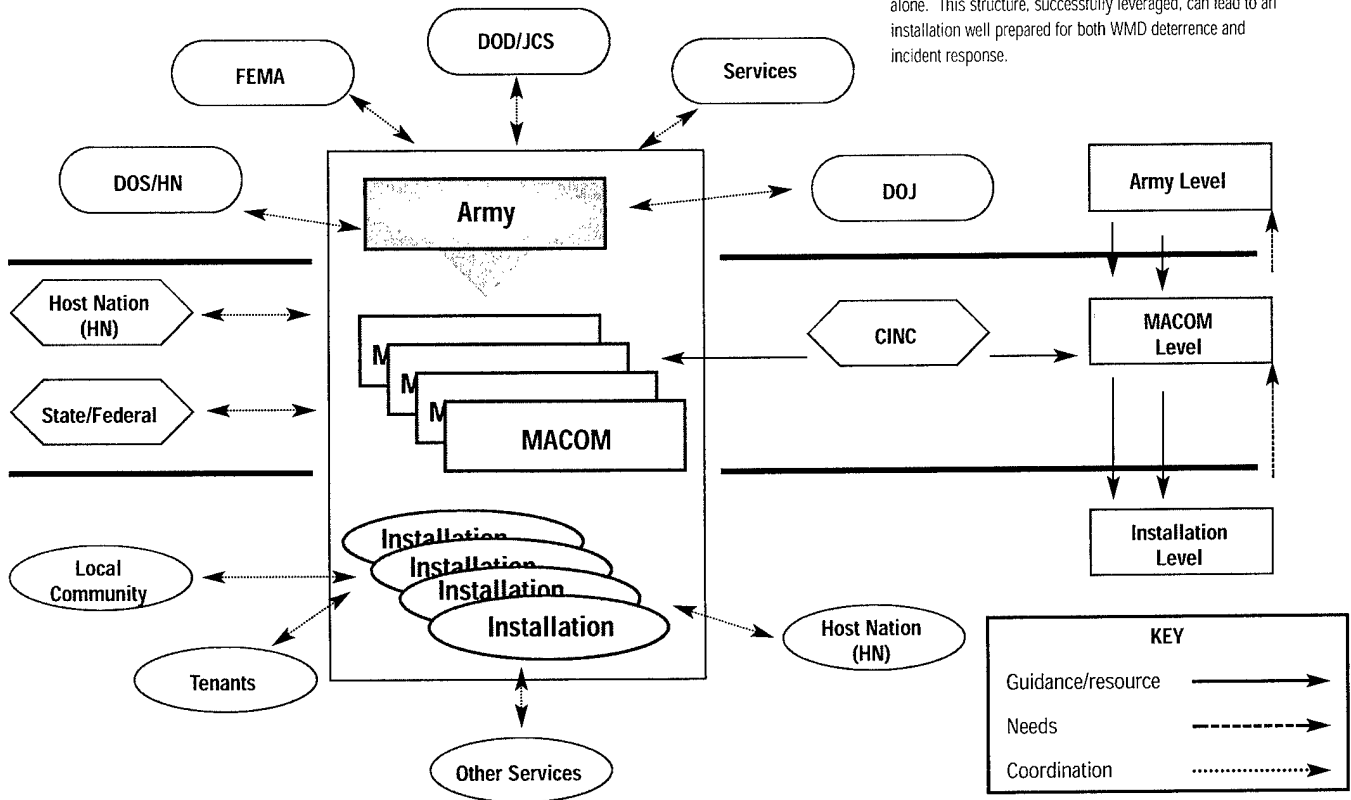 alone. This structure, successfully leveraged, can lead to an
installation well prepared for both WMD deterrence and
incident response.
DOD/JCS
FEMA
Services
DOS/HN
Army
DOJ
Army Level
Host Nation
(HN)
CINC
MACOM
Level
M
M
M
MACOM
State/Federal
Installation
Installation
Installation
Installation
Installation
Level
Local
Community
Host Nation
(HN)
Tenants
Other Services
KEY
Guidance/resource
Needs
Coordination